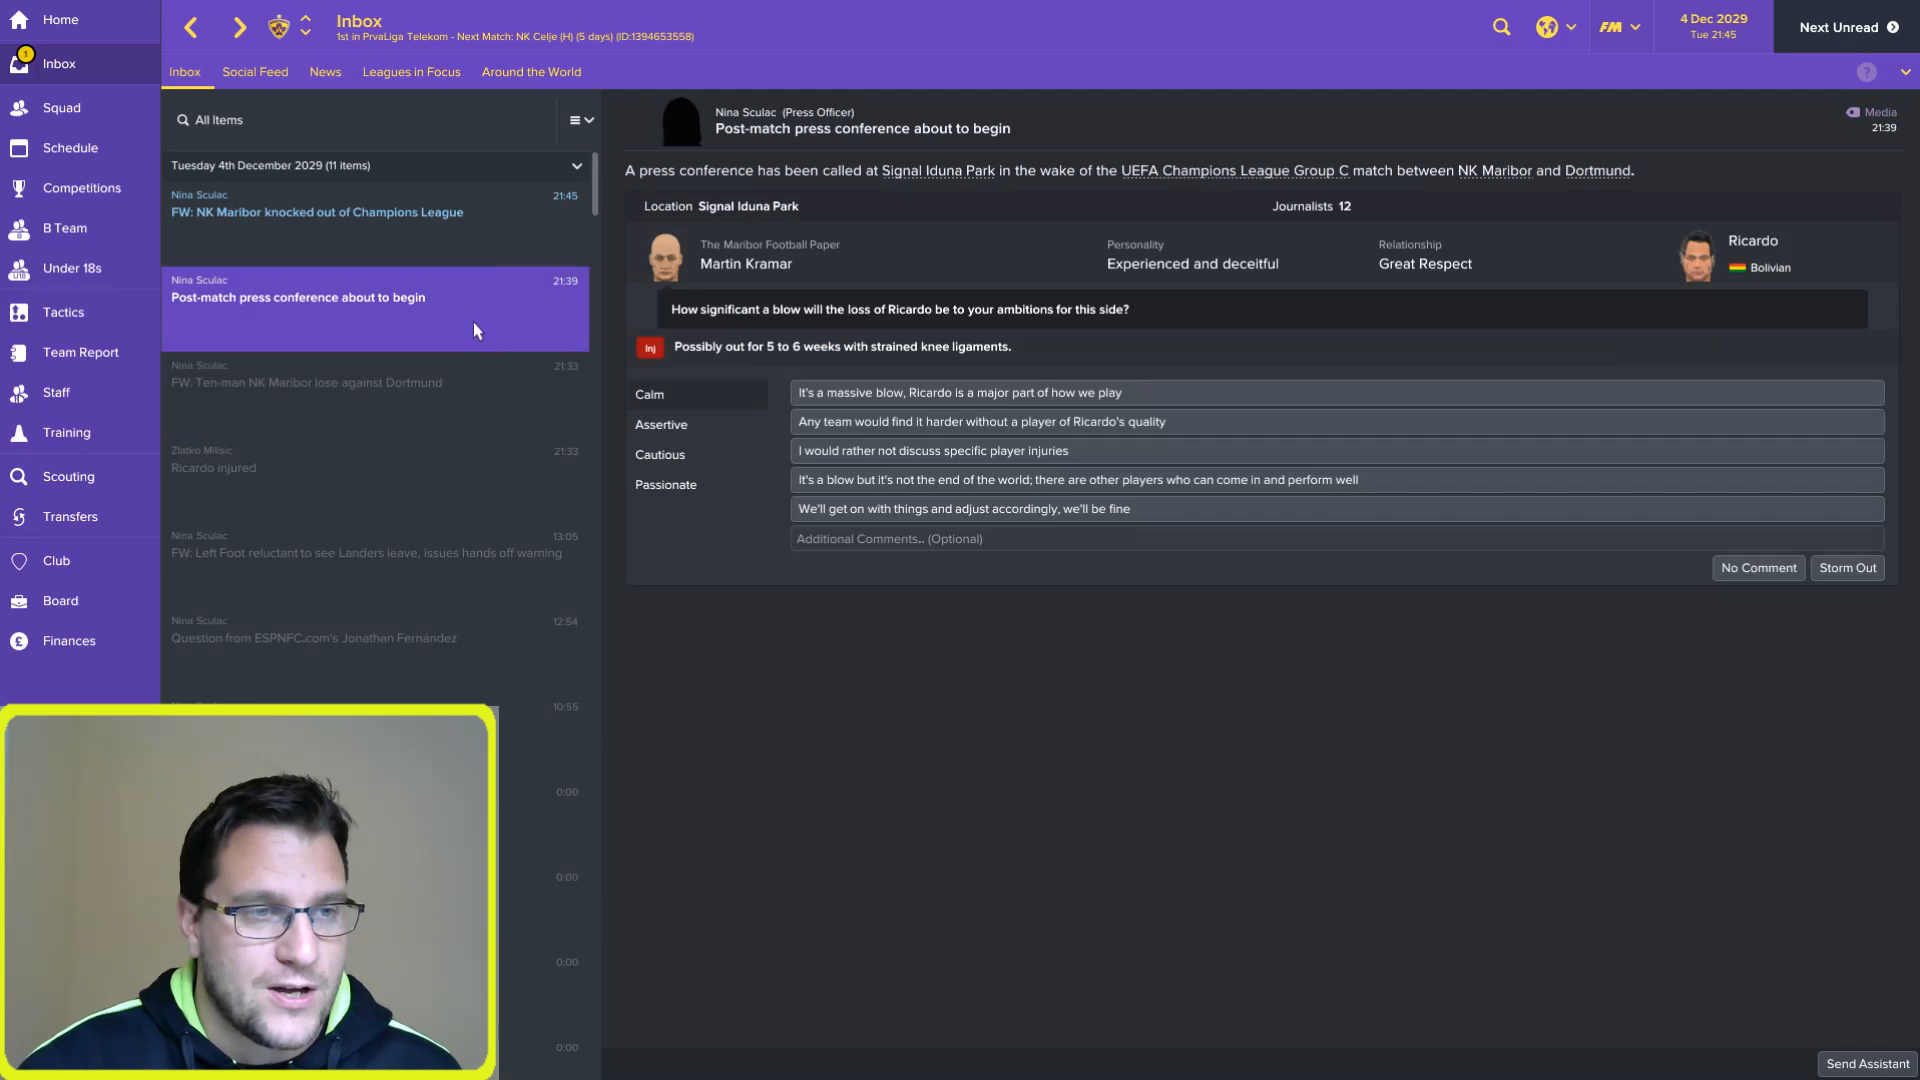 Home
Inbox
1
Squad
Schedule
Competitions
B Team
Under 18s
U18
Tactics
Team Report
Staff
Training
Scouting
Transfers
Club
Board
Finances
Inbox
1st in PrvaLiga Telekom - Next Match: NK Celje (H) (5 days) (ID:1394653558)
FM
4 Dec 2029
Tue 21:45
Next Unread
Inbox
Social Feed
News
Leagues in Focus
Around the World
?
All Items
Tuesday 4th December 2029 (11 items)
Nina Sculac 21:45
FW: NK Maribor knocked out of Champions League
Nina Sculac 21:39
Post-match press conference about to begin
Nina Sculac 21:33
FW: Ten-man NK Maribor lose against Dortmund
Zlatko Milisic 21:33
Ricardo injured
Nina Sculac 13:05
FW: Left Foot reluctant to see Landers leave, issues hands off warning
Nina Sculac 12:54
Question from ESPNFC.com's Jonathan Fernández
10:55
0:00
0:00
0:00
0:00
Nina Sculac (Press Officer)
Post-match press conference about to begin
Media
21:39
A press conference has been called at Signal Iduna Park in the wake of the UEFA Champions League Group C match between NK Maribor and Dortmund.
Location Signal Iduna Park
Journalists 12
The Maribor Football Paper
Martin Kramar
Personality
Experienced and deceitful
Relationship
Great Respect
Ricardo
Bolivian
How significant a blow will the loss of Ricardo be to your ambitions for this side?
Inj Possibly out for 5 to 6 weeks with strained knee ligaments.
Calm
Assertive
Cautious
Passionate
It's a massive blow, Ricardo is a major part of how we play
Any team would find it harder without a player of Ricardo's quality
I would rather not discuss specific player injuries
It's a blow but it's not the end of the world; there are other players who can come in and perform well
We'll get on with things and adjust accordingly, we'll be fine
Additional Comments.. (Optional)
No Comment
Storm Out
Send Assistant